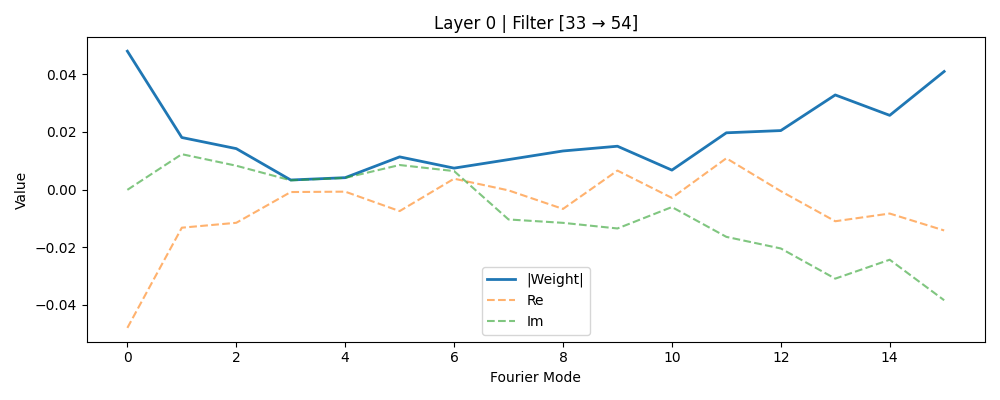 Layer 0 | Filter [33 → 54]
Value
0.04
0.02
0.00
−0.02
−0.04
|Weight|
Re
Im
0 2 4 6 8 10 12 14
Fourier Mode